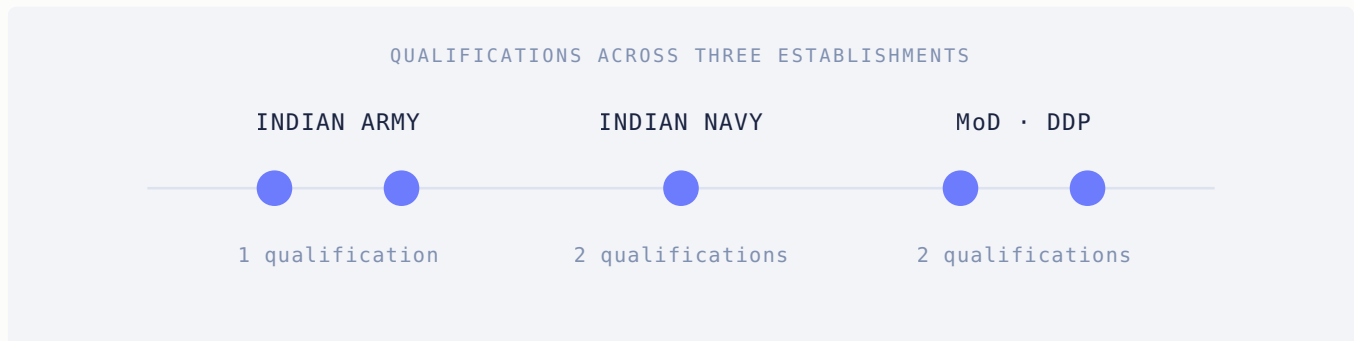 QUALIFICATIONS ACROSS THREE ESTABLISHMENTS
INDIAN ARMY INDIAN NAVY MoD · DDP
1 qualification 2 qualifications 2 qualifications